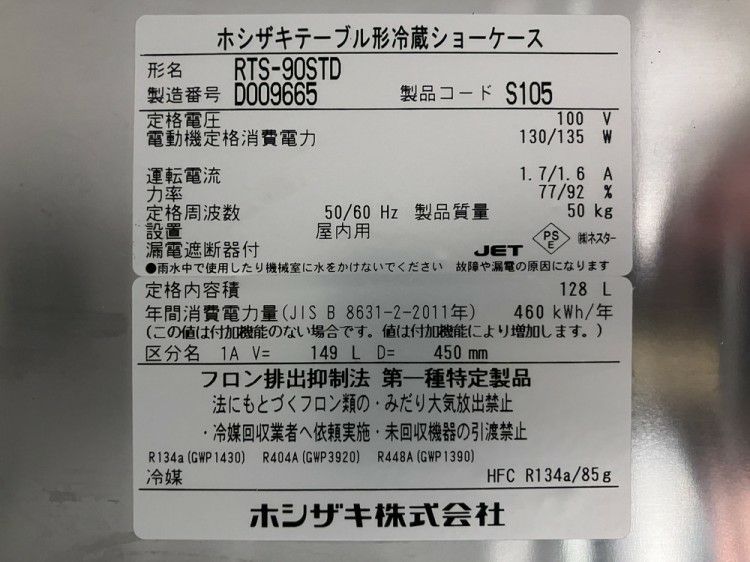 ホシザキテーブル形冷蔵ショーケース
形名 RTS-90STD
製造番号 D009665 製品コード S105
定格電圧 100 V
電動機定格消費電力 130/135 W
運転電流 1.7/1.6 A
力率 77/92 %
定格周波数 50/60 Hz 製品質量 50 kg
設置 屋内用
漏電遮断器付 JET PSE ㈱ネスター
●雨水中で使用したり機械室に水をかけないでください 故障や漏電の原因になります
定格内容積 128 L
年間消費電力量(JIS B 8631-2-2011年) 460 kWh/年
(この値は付加機能のない場合です。値は付加機能により増加します。)
区分名 1A V= 149 L D= 450 mm
フロン排出抑制法 第一種特定製品
法にもとづくフロン類の・みだり大気放出禁止
・冷媒回収業者へ依頼実施・未回収機器の引渡禁止
R134a(GWP1430) R404A(GWP3920) R448A(GWP1390)
冷媒 HFC R134a/85g
ホシザキ株式会社